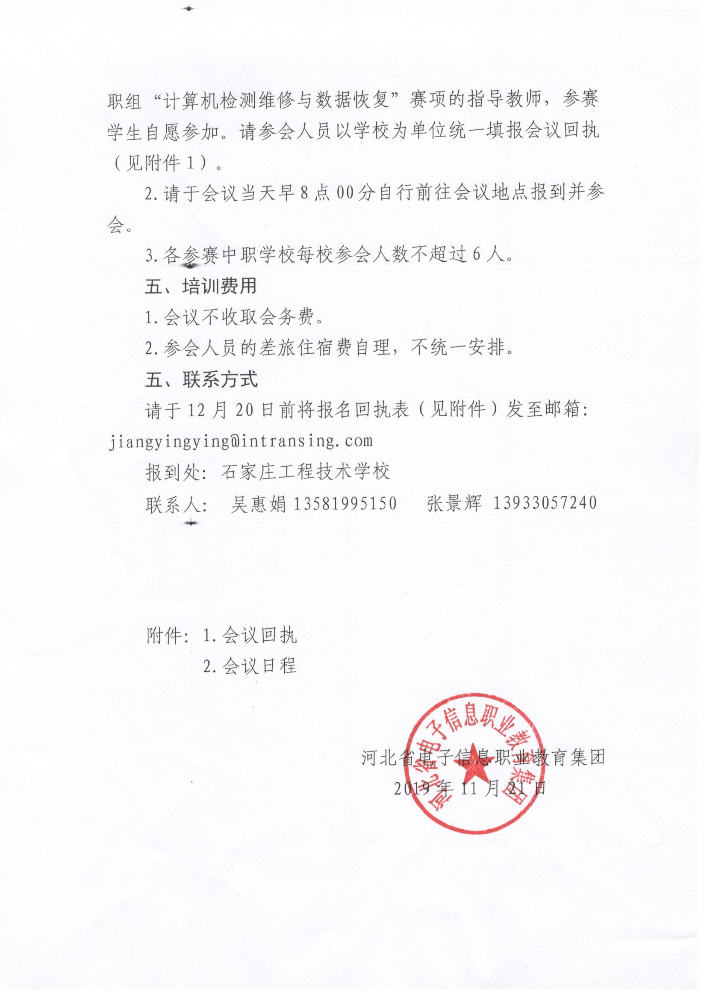 职组“计算机检测维修与数据恢复”赛项的指导教师，参赛
学生自愿参加。请参会人员以学校为单位统一填报会议回执
（见附件1）。
2.请于会议当天早8点00分自行前往会议地点报到并参
会。
3.各参赛中职学校每校参会人数不超过6人。
五、培训费用
1.会议不收取会务费。
2.参会人员的差旅住宿费自理，不统一安排。
五、联系方式
请于12月20日前将报名回执表（见附件）发至邮箱：
jiangyingying@intransing.com
报到处：石家庄工程技术学校
联系人： 吴惠娟13581995150 张景辉 13933057240
附件：1.会议回执
2.会议日程
河北省电子信息职业教育集团
河北省电子信息职业教育集团
2019年11月21日